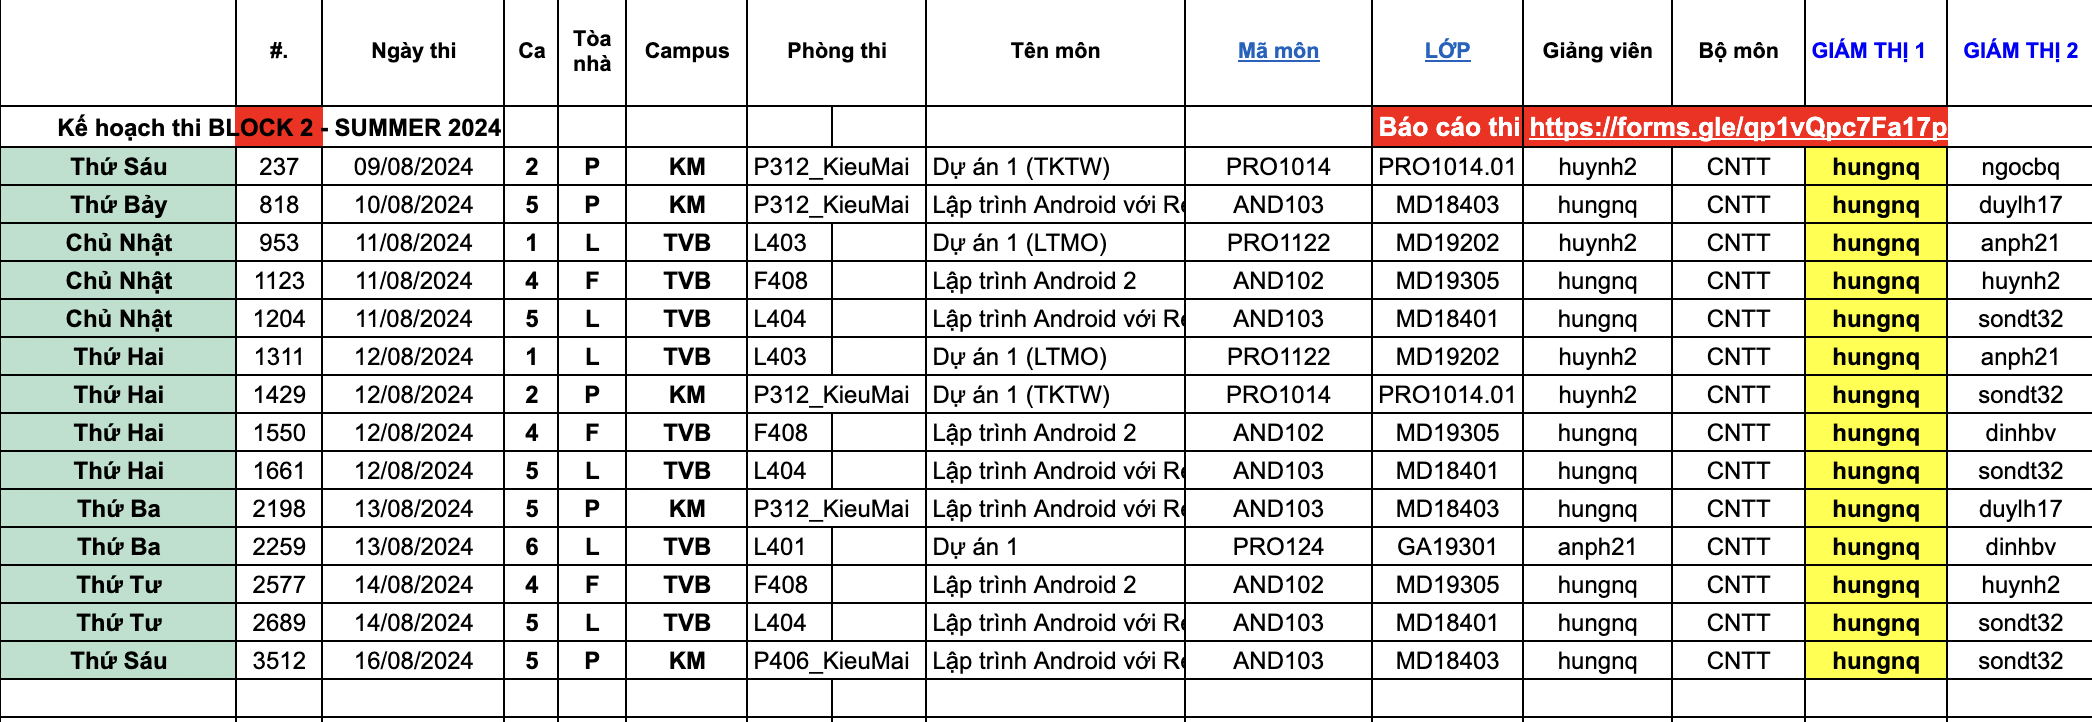 #. Ngày thi Ca Tòa nhà Campus Phòng thi Tên môn Mã môn LỚP Giảng viên Bộ môn GIÁM THỊ 1 GIÁM THỊ 2
Kế hoạch thi BLOCK 2 - SUMMER 2024 Báo cáo thi https://forms.gle/qp1vQpc7Fa17p
Thứ Sáu 237 09/08/2024 2 P KM P312_KieuMai Dự án 1 (TKTW) PRO1014 PRO1014.01 huynh2 CNTT hungnq ngocbq
Thứ Bảy 818 10/08/2024 5 P KM P312_KieuMai Lập trình Android với Re AND103 MD18403 hungnq CNTT hungnq duylh17
Chủ Nhật 953 11/08/2024 1 L TVB L403 Dự án 1 (LTMO) PRO1122 MD19202 huynh2 CNTT hungnq anph21
Chủ Nhật 1123 11/08/2024 4 F TVB F408 Lập trình Android 2 AND102 MD19305 hungnq CNTT hungnq huynh2
Chủ Nhật 1204 11/08/2024 5 L TVB L404 Lập trình Android với Re AND103 MD18401 hungnq CNTT hungnq sondt32
Thứ Hai 1311 12/08/2024 1 L TVB L403 Dự án 1 (LTMO) PRO1122 MD19202 huynh2 CNTT hungnq anph21
Thứ Hai 1429 12/08/2024 2 P KM P312_KieuMai Dự án 1 (TKTW) PRO1014 PRO1014.01 huynh2 CNTT hungnq sondt32
Thứ Hai 1550 12/08/2024 4 F TVB F408 Lập trình Android 2 AND102 MD19305 hungnq CNTT hungnq dinhbv
Thứ Hai 1661 12/08/2024 5 L TVB L404 Lập trình Android với Re AND103 MD18401 hungnq CNTT hungnq sondt32
Thứ Ba 2198 13/08/2024 5 P KM P312_KieuMai Lập trình Android với Re AND103 MD18403 hungnq CNTT hungnq duylh17
Thứ Ba 2259 13/08/2024 6 L TVB L401 Dự án 1 PRO124 GA19301 anph21 CNTT hungnq dinhbv
Thứ Tư 2577 14/08/2024 4 F TVB F408 Lập trình Android 2 AND102 MD19305 hungnq CNTT hungnq huynh2
Thứ Tư 2689 14/08/2024 5 L TVB L404 Lập trình Android với Re AND103 MD18401 hungnq CNTT hungnq sondt32
Thứ Sáu 3512 16/08/2024 5 P KM P406_KieuMai Lập trình Android với Re AND103 MD18403 hungnq CNTT hungnq sondt32